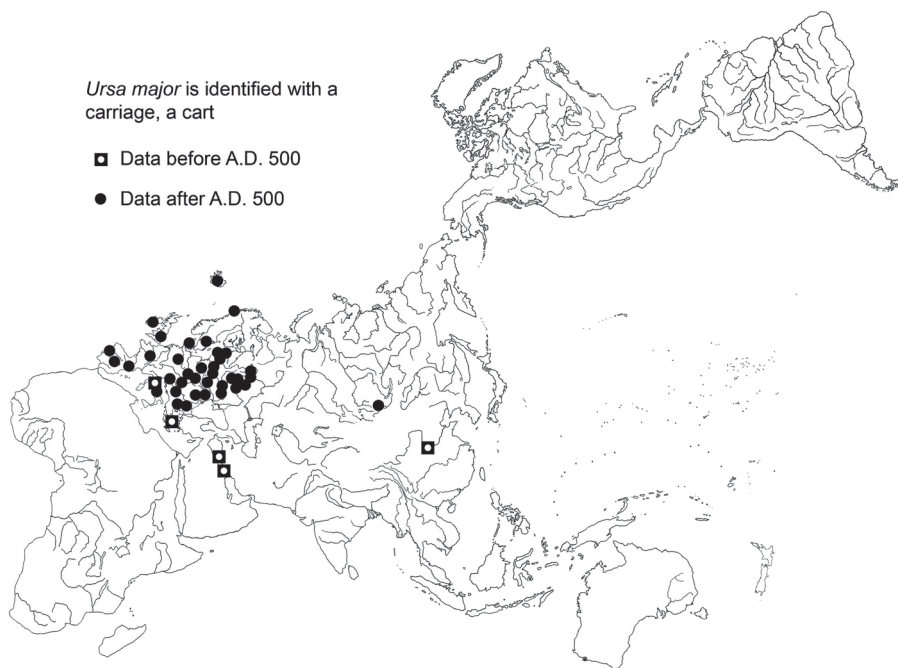 Ursa major is identified with a
carriage, a cart
Data before A.D. 500
Data after A.D. 500